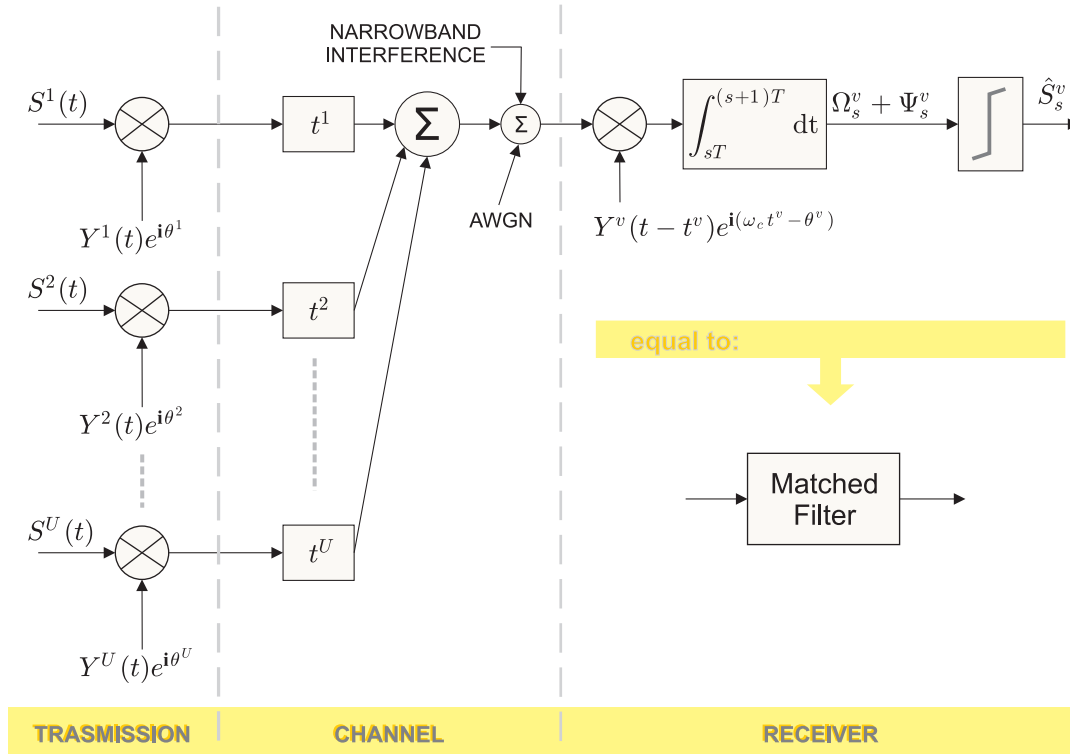 NARROWBAND
INTERFERENCE
S^1(t)
t^1
Σ
Σ
∫_{sT}^{(s+1)T} dt
Ω_s^v + Ψ_s^v
Ŝ_s^v
AWGN
Y^1(t)e^{iθ^1}
Y^v(t − t^v)e^{i(ω_c t^v − θ^v)}
S^2(t)
t^2
equal to:
Y^2(t)e^{iθ^2}
Matched
Filter
S^U(t)
t^U
Y^U(t)e^{iθ^U}
TRASMISSION
CHANNEL
RECEIVER